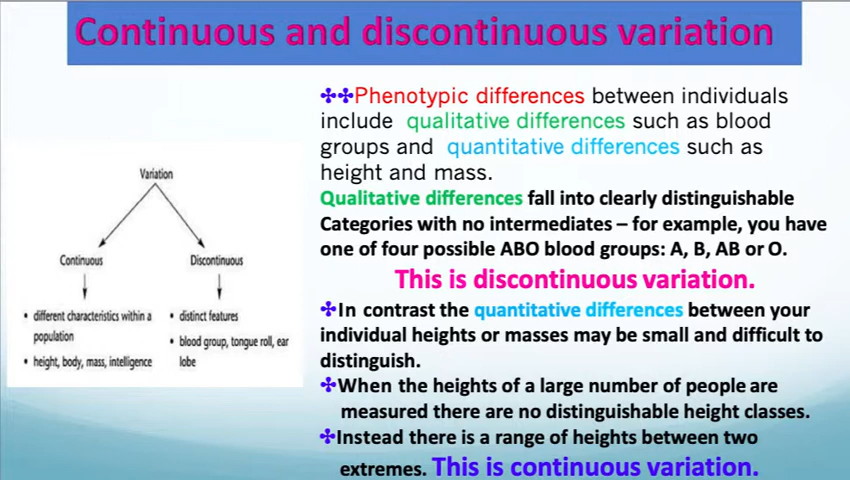 Continuous and discontinuous variation
Variation
Continuous
Discontinuous
• different characteristics within a
population
• height, body, mass, intelligence
• distinct features
• blood group, tongue roll, ear
lobe
✣✣Phenotypic differences between individuals
include qualitative differences such as blood
groups and quantitative differences such as
height and mass.
Qualitative differences fall into clearly distinguishable
Categories with no intermediates – for example, you have
one of four possible ABO blood groups: A, B, AB or O.
This is discontinuous variation.
✣In contrast the quantitative differences between your
individual heights or masses may be small and difficult to
distinguish.
✣When the heights of a large number of people are
measured there are no distinguishable height classes.
✣Instead there is a range of heights between two
extremes. This is continuous variation.